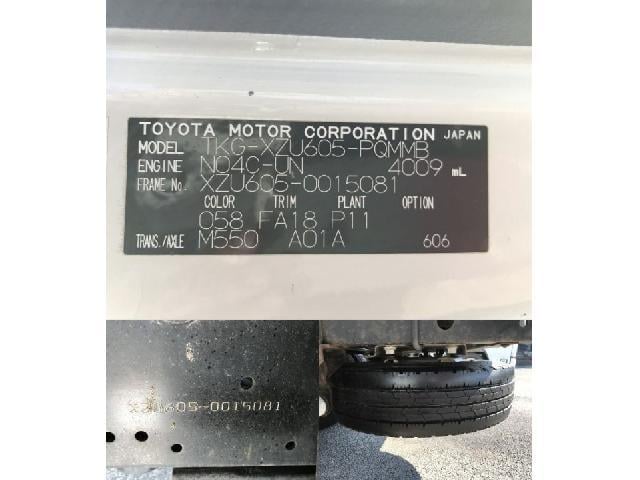 TOYOTA MOTOR CORPORATION JAPAN
MODEL TKG-XZU605-PQMMB
ENGINE N04C-UN 4009 mL
FRAME No. XZU605-0015081
COLOR TRIM PLANT OPTION
058 FA18 P11
TRANS./AXLE M550 A01A 606
XZU605-0015081